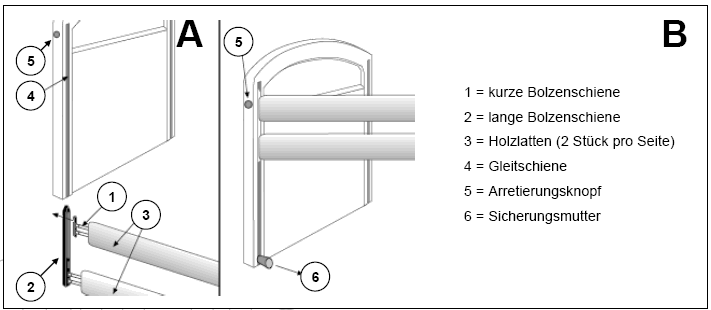 A
5
4
1
3
2
5
6
B
1 = kurze Bolzenschiene
2 = lange Bolzenschiene
3 = Holzlatten (2 Stück pro Seite)
4 = Gleitschiene
5 = Arretierungsknopf
6 = Sicherungsmutter